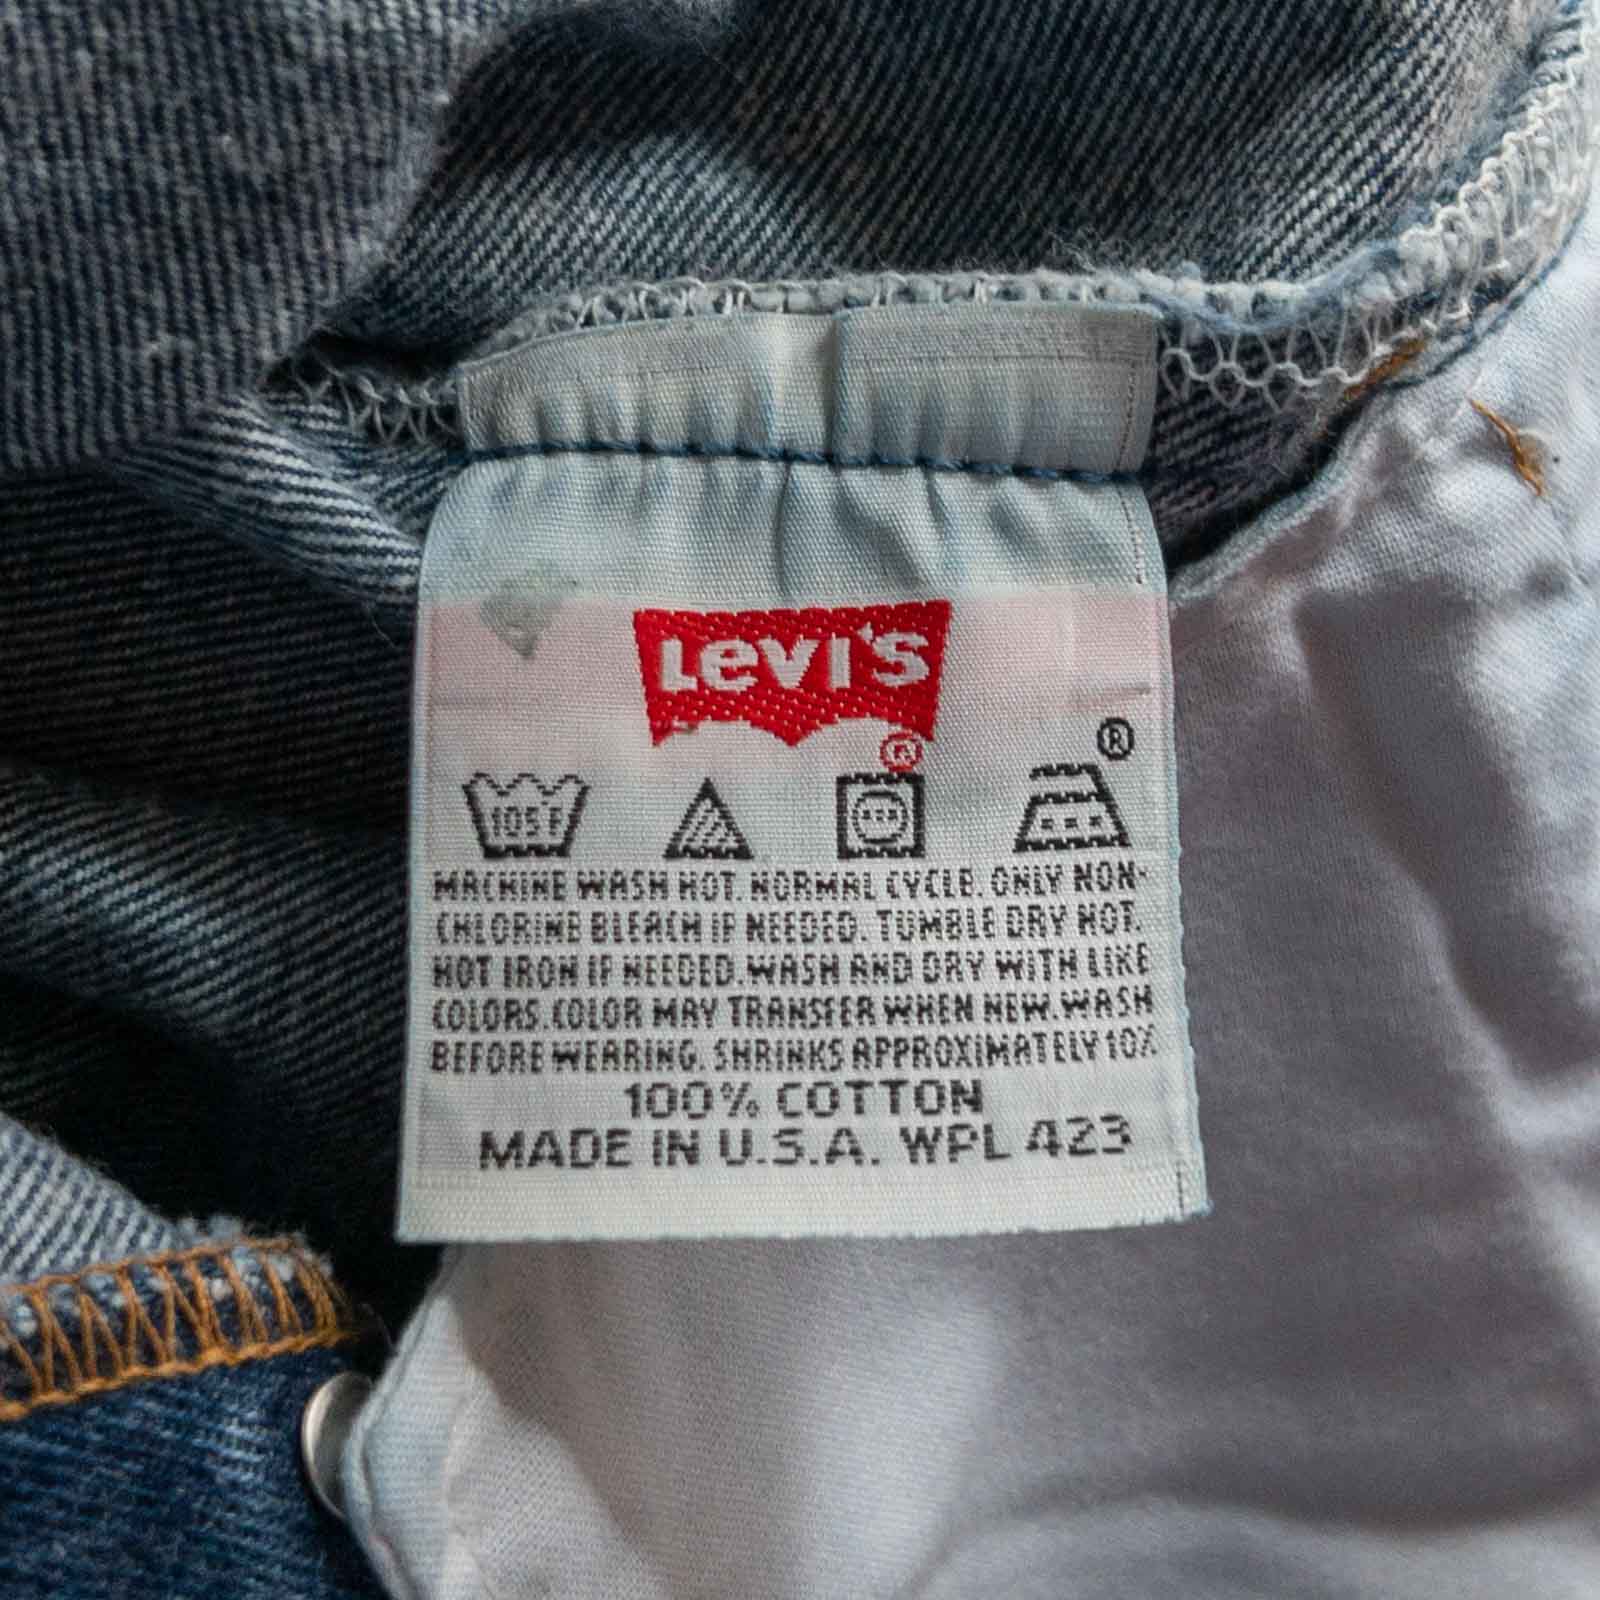 Levi's
®
®
105°F
MACHINE WASH HOT. NORMAL CYCLE. ONLY NON-
CHLORINE BLEACH IF NEEDED. TUMBLE DRY HOT.
HOT IRON IF NEEDED. WASH AND DRY WITH LIKE
COLORS. COLOR MAY TRANSFER WHEN NEW. WASH
BEFORE WEARING. SHRINKS APPROXIMATELY 10%
100% COTTON
MADE IN U.S.A. WPL 423